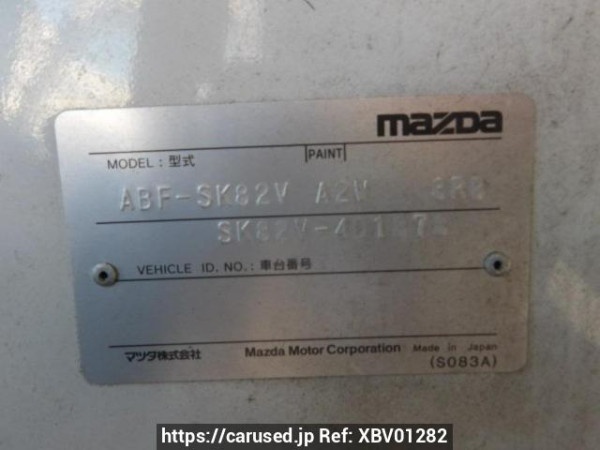 mazda
MODEL : 型式 PAINT
ABF-SK82V A2V
VEHICLE ID. NO. : 車台番号
マツダ株式会社 Mazda Motor Corporation Made in Japan
(S083A)
https://carused.jp Ref: XBV01282